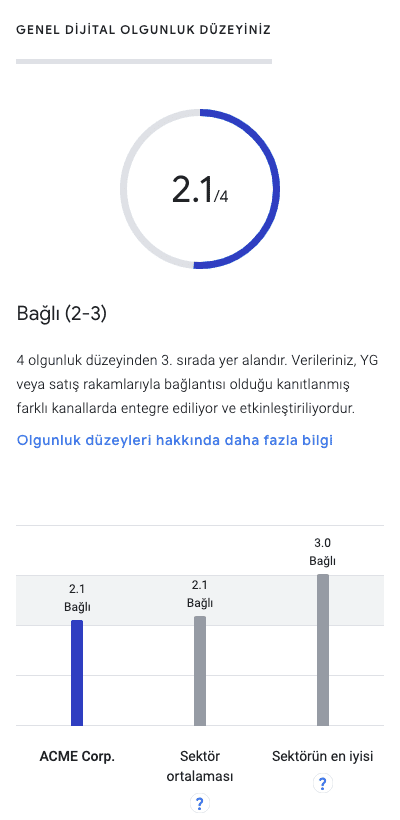 GENEL DİJİTAL OLGUNLUK DÜZEYİNİZ
2.1/4
Bağlı (2-3)
4 olgunluk düzeyinden 3. sırada yer alandır. Verileriniz, YG
veya satış rakamlarıyla bağlantısı olduğu kanıtlanmış
farklı kanallarda entegre ediliyor ve etkinleştiriliyordur.
Olgunluk düzeyleri hakkında daha fazla bilgi
2.1
Bağlı
2.1
Bağlı
3.0
Bağlı
ACME Corp.
Sektör
ortalaması
?
Sektörün en iyisi
?